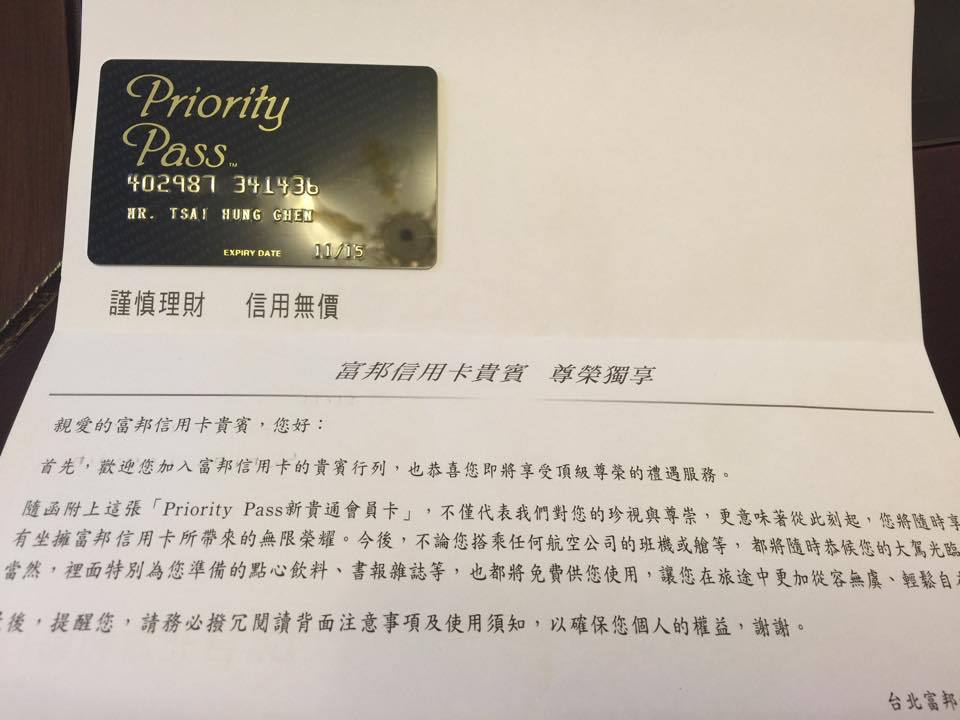 Priority
Pass™
402987 341436
MR. TSAI HUNG CHEN
EXPIRY DATE 11/15
謹慎理財 信用無價
富邦信用卡貴賓 尊榮獨享
親愛的富邦信用卡貴賓，您好：
首先，歡迎您加入富邦信用卡的貴賓行列，也恭喜您即將享受頂級尊榮的禮遇服務。
隨函附上這張「Priority Pass新貴通會員卡」，不僅代表我們對您的珍視與尊崇，更意味著從此刻起，您將隨時享
有坐擁富邦信用卡所帶來的無限榮耀。今後，不論您搭乘任何航空公司的班機或艙等，都將隨時恭候您的大駕光臨
當然，裡面特別為您準備的點心飲料、書報雜誌等，也都將免費供您使用，讓您在旅途中更加從容無虞、輕鬆自
後，提醒您，請務必撥冗閱讀背面注意事項及使用須知，以確保您個人的權益，謝謝。
台北富邦